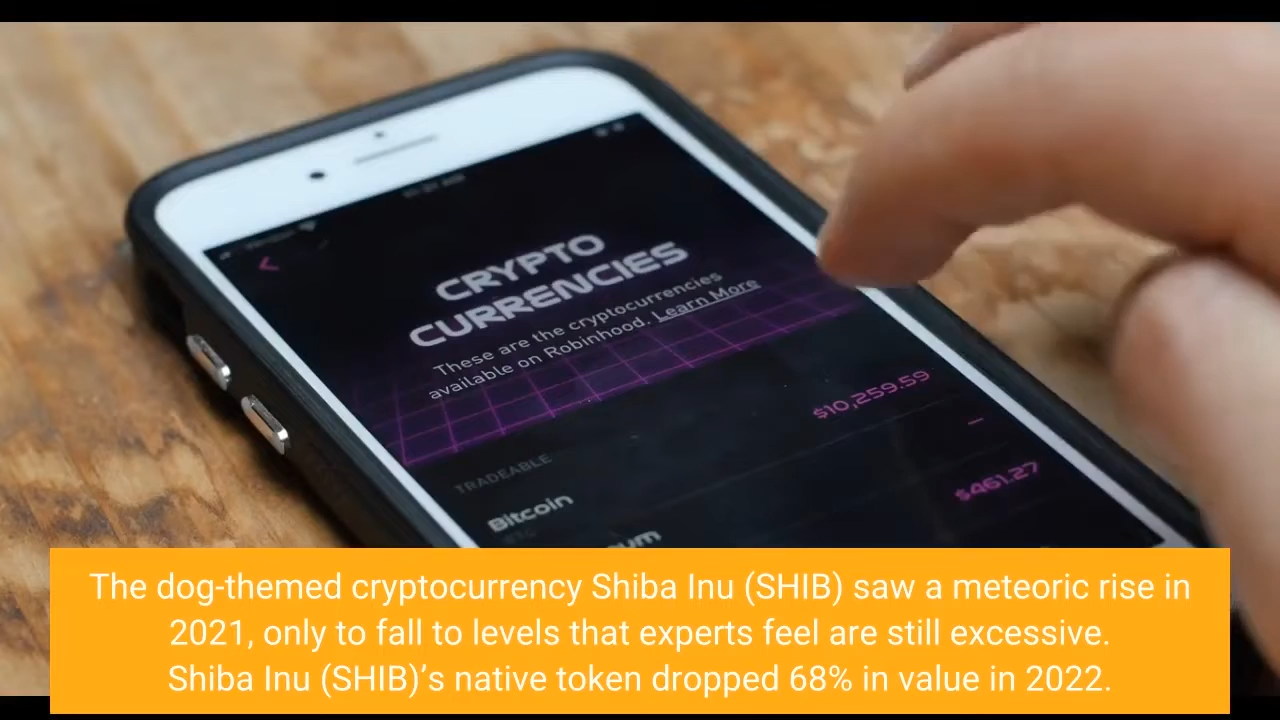 CRYPTO
CURRENCIES
These are the cryptocurrencies
available on Robinhood. Learn More
TRADEABLE
$10,259.59
Bitcoin
$461.27
The dog-themed cryptocurrency Shiba Inu (SHIB) saw a meteoric rise in
2021, only to fall to levels that experts feel are still excessive.
Shiba Inu (SHIB)’s native token dropped 68% in value in 2022.